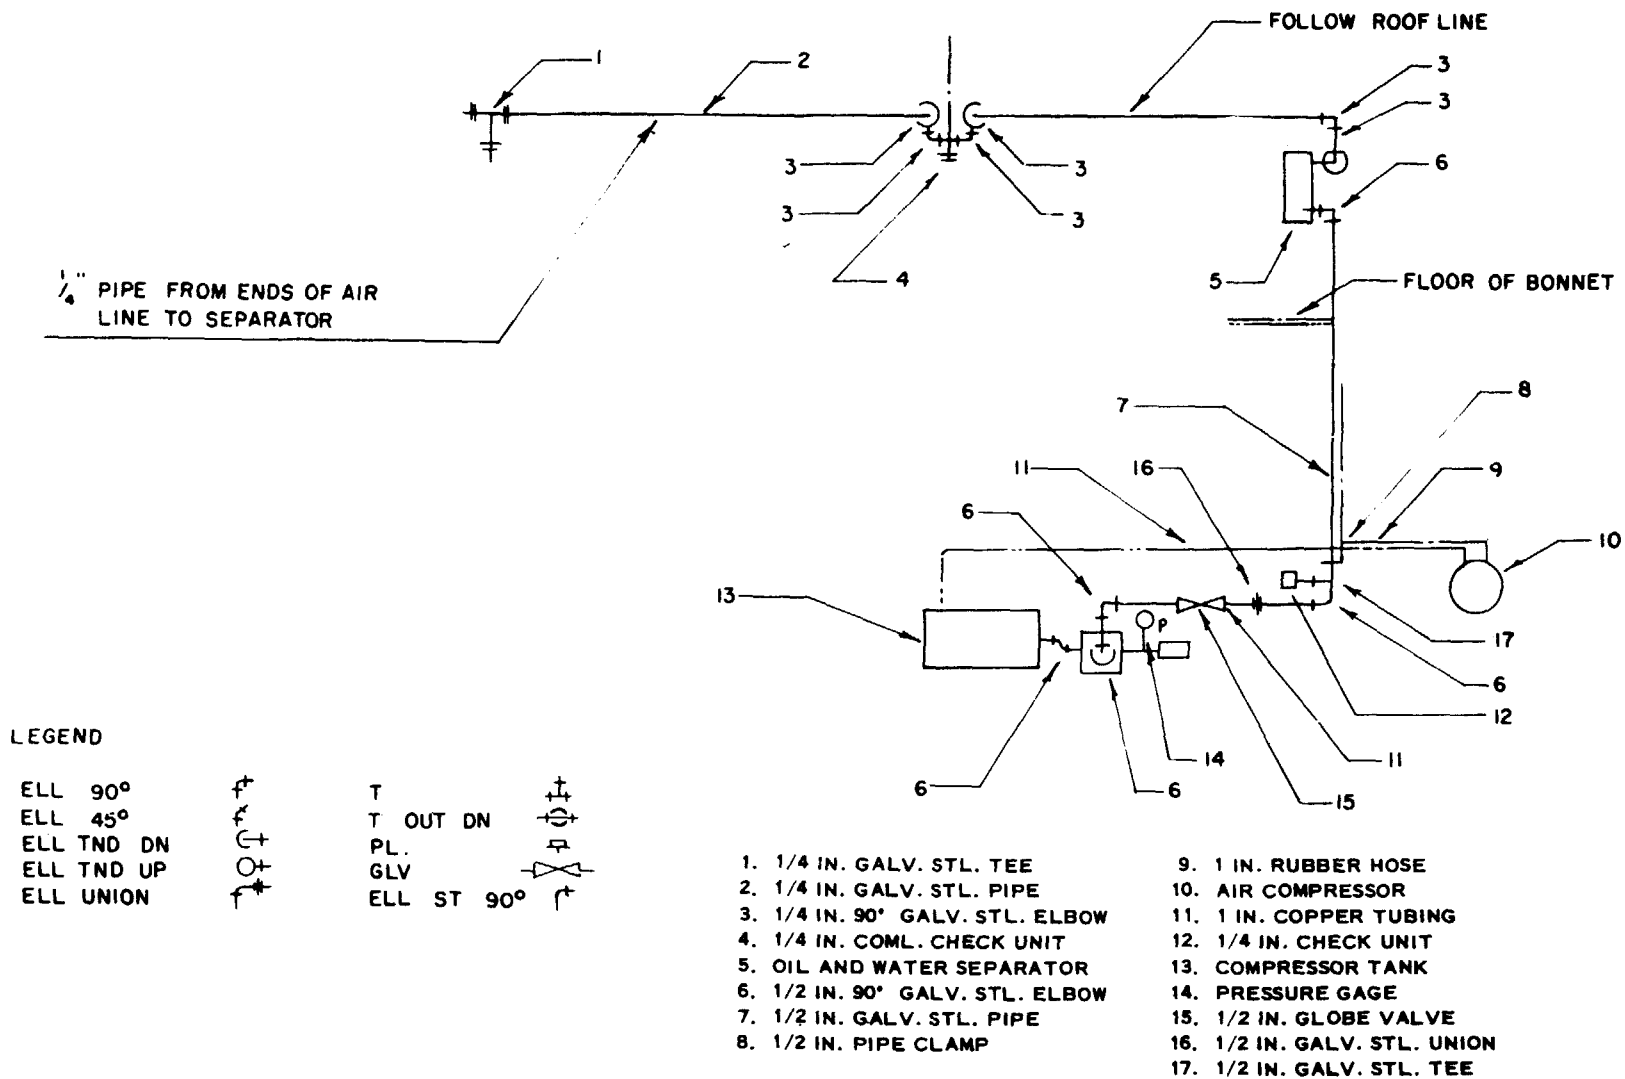 FOLLOW ROOF LINE
1
2
3
3
3
3
6
3
3
4
5
FLOOR OF BONNET
1/4" PIPE FROM ENDS OF AIR
LINE TO SEPARATOR
8
7
11
16
9
6
10
13
P
17
6
12
14
11
6
6
15
LEGEND
ELL 90°
ELL 45°
ELL TND DN
ELL TND UP
ELL UNION
T
T OUT DN
PL.
GLV
ELL ST 90°
1. 1/4 IN. GALV. STL. TEE
2. 1/4 IN. GALV. STL. PIPE
3. 1/4 IN. 90° GALV. STL. ELBOW
4. 1/4 IN. COML. CHECK UNIT
5. OIL AND WATER SEPARATOR
6. 1/2 IN. 90° GALV. STL. ELBOW
7. 1/2 IN. GALV. STL. PIPE
8. 1/2 IN. PIPE CLAMP
9. 1 IN. RUBBER HOSE
10. AIR COMPRESSOR
11. 1 IN. COPPER TUBING
12. 1/4 IN. CHECK UNIT
13. COMPRESSOR TANK
14. PRESSURE GAGE
15. 1/2 IN. GLOBE VALVE
16. 1/2 IN. GALV. STL. UNION
17. 1/2 IN. GALV. STL. TEE